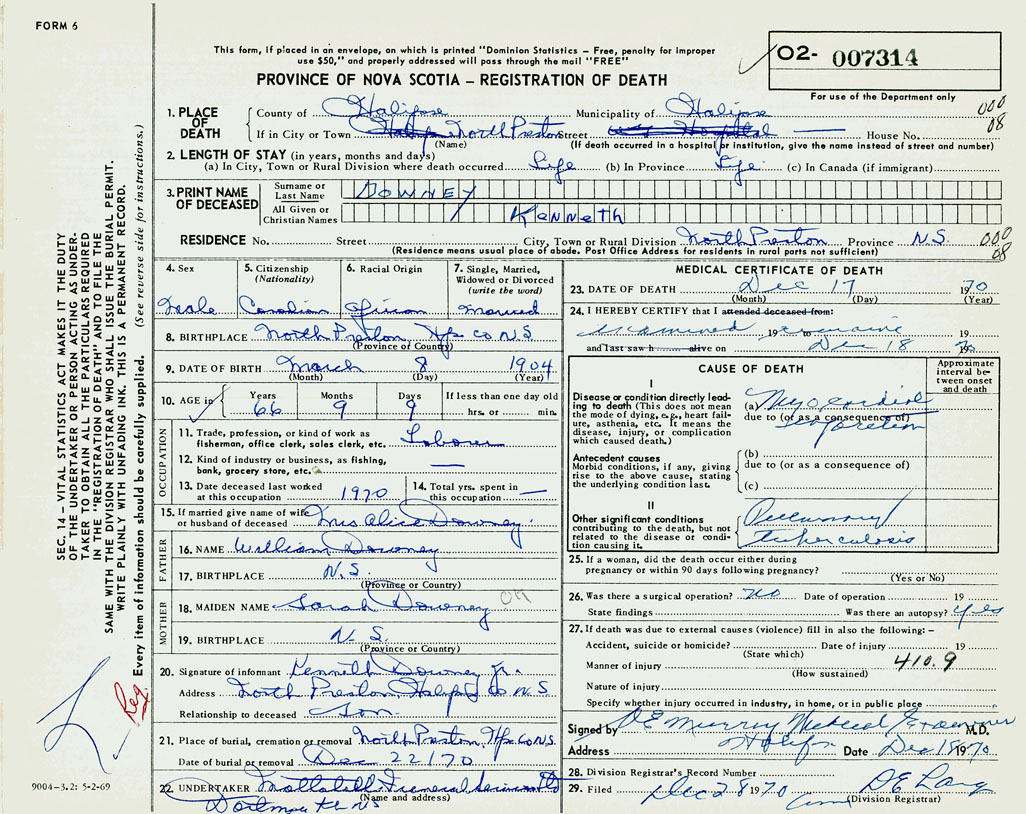 FORM 6
This form, if placed in an envelope, on which is printed "Dominion Statistics – Free, penalty for improper
use $50," and properly addressed will pass through the mail "FREE"
O2- 007314
For use of the Department only
PROVINCE OF NOVA SCOTIA – REGISTRATION OF DEATH
1. PLACE OF DEATH
County of Halifax Municipality of Halifax 000 08
If in City or Town North Preston Street — House No.
(Name) (If death occurred in a hospital or institution, give the name instead of street and number)
2. LENGTH OF STAY (in years, months and days)
(a) In City, Town or Rural Division where death occurred Life (b) In Province Life (c) In Canada (if immigrant)
3. PRINT NAME OF DECEASED
Surname or Last Name DOWNEY
All Given or Christian Names Kenneth
RESIDENCE No. Street City, Town or Rural Division North Preston Province N.S. 000 08
(Residence means usual place of abode. Post Office Address for residents in rural parts not sufficient)
4. Sex Male
5. Citizenship (Nationality) Canadian
6. Racial Origin African
7. Single, Married, Widowed or Divorced (write the word) Married
8. BIRTHPLACE North Preston Hfx Co N.S
(Province or Country)
9. DATE OF BIRTH March 8 1904
(Month) (Day) (Year)
10. AGE in Years 66 Months 9 Days 9 If less than one day old hrs. or min.
OCCUPATION
11. Trade, profession, or kind of work as
fisherman, office clerk, sales clerk, etc. Laborer
12. Kind of industry or business, as fishing,
bank, grocery store, etc. —
13. Date deceased last worked at this occupation 1970
14. Total yrs. spent in this occupation —
15. If married give name of wife
or husband of deceased Mrs Alice Downey.
FATHER
16. NAME William Downey
17. BIRTHPLACE N.S.
(Province or Country)
MOTHER
18. MAIDEN NAME Sarah Downey OK
19. BIRTHPLACE N.S.
(Province or Country)
20. Signature of informant Kenneth Downey Jr.
Address North Preston Halifax Co N.S.
Relationship to deceased Son.
21. Place of burial, cremation or removal North Preston, Hfx Co N.S.
Date of burial or removal Dec 22/70
22. UNDERTAKER Funeral Service Ltd
(Name and address)
Dartmouth NS
MEDICAL CERTIFICATE OF DEATH
23. DATE OF DEATH Dec 17 1970
(Month) (Day) (Year)
24. I HEREBY CERTIFY that I attended deceased from:
examined 19 to 19
and last saw h alive on Dec 18 1970
CAUSE OF DEATH
Approximate interval between onset and death
I
Disease or condition directly leading to death (This does not mean
the mode of dying, e.g., heart failure, asthenia, etc. It means the
disease, injury, or complication
which caused death.)
(a) Myocardial
due to (or as a consequence of)
infarction
Antecedent causes
Morbid conditions, if any, giving
rise to the above cause, stating
the underlying condition last.
(b)
due to (or as a consequence of)
(c)
II
Other significant conditions
contributing to the death, but not
related to the disease or condition causing it.
Pulmonary
tuberculosis
25. If a woman, did the death occur either during
pregnancy or within 90 days following pregnancy?
(Yes or No)
26. Was there a surgical operation? No Date of operation 19
State findings Was there an autopsy? Yes
27. If death was due to external causes (violence) fill in also the following:–
Accident, suicide or homicide? Date of injury 19
(State which)
Manner of injury 410.9
(How sustained)
Nature of injury
Specify whether injury occurred in industry, in home, or in public place
Signed by D E Murray Medical Examiner M.D.
Address Halifax Date Dec 18 1970
28. Division Registrar's Record Number
29. Filed Dec 28 1970 D E Lang
(Division Registrar)
SEC. 14 – VITAL STATISTICS ACT MAKES IT THE DUTY
OF THE UNDERTAKER OR PERSON ACTING AS UNDER-
TAKER TO OBTAIN ALL THE PARTICULARS REQUIRED
IN THE "REGISTRATION OF DEATH" AND TO FILE THE
SAME WITH THE DIVISION REGISTRAR WHO SHALL ISSUE THE BURIAL PERMIT.
WRITE PLAINLY WITH UNFADING INK. THIS IS A PERMANENT RECORD.
Every item of information should be carefully supplied. (See reverse side for instructions.)
Reg
9004-3.2: 5-2-69